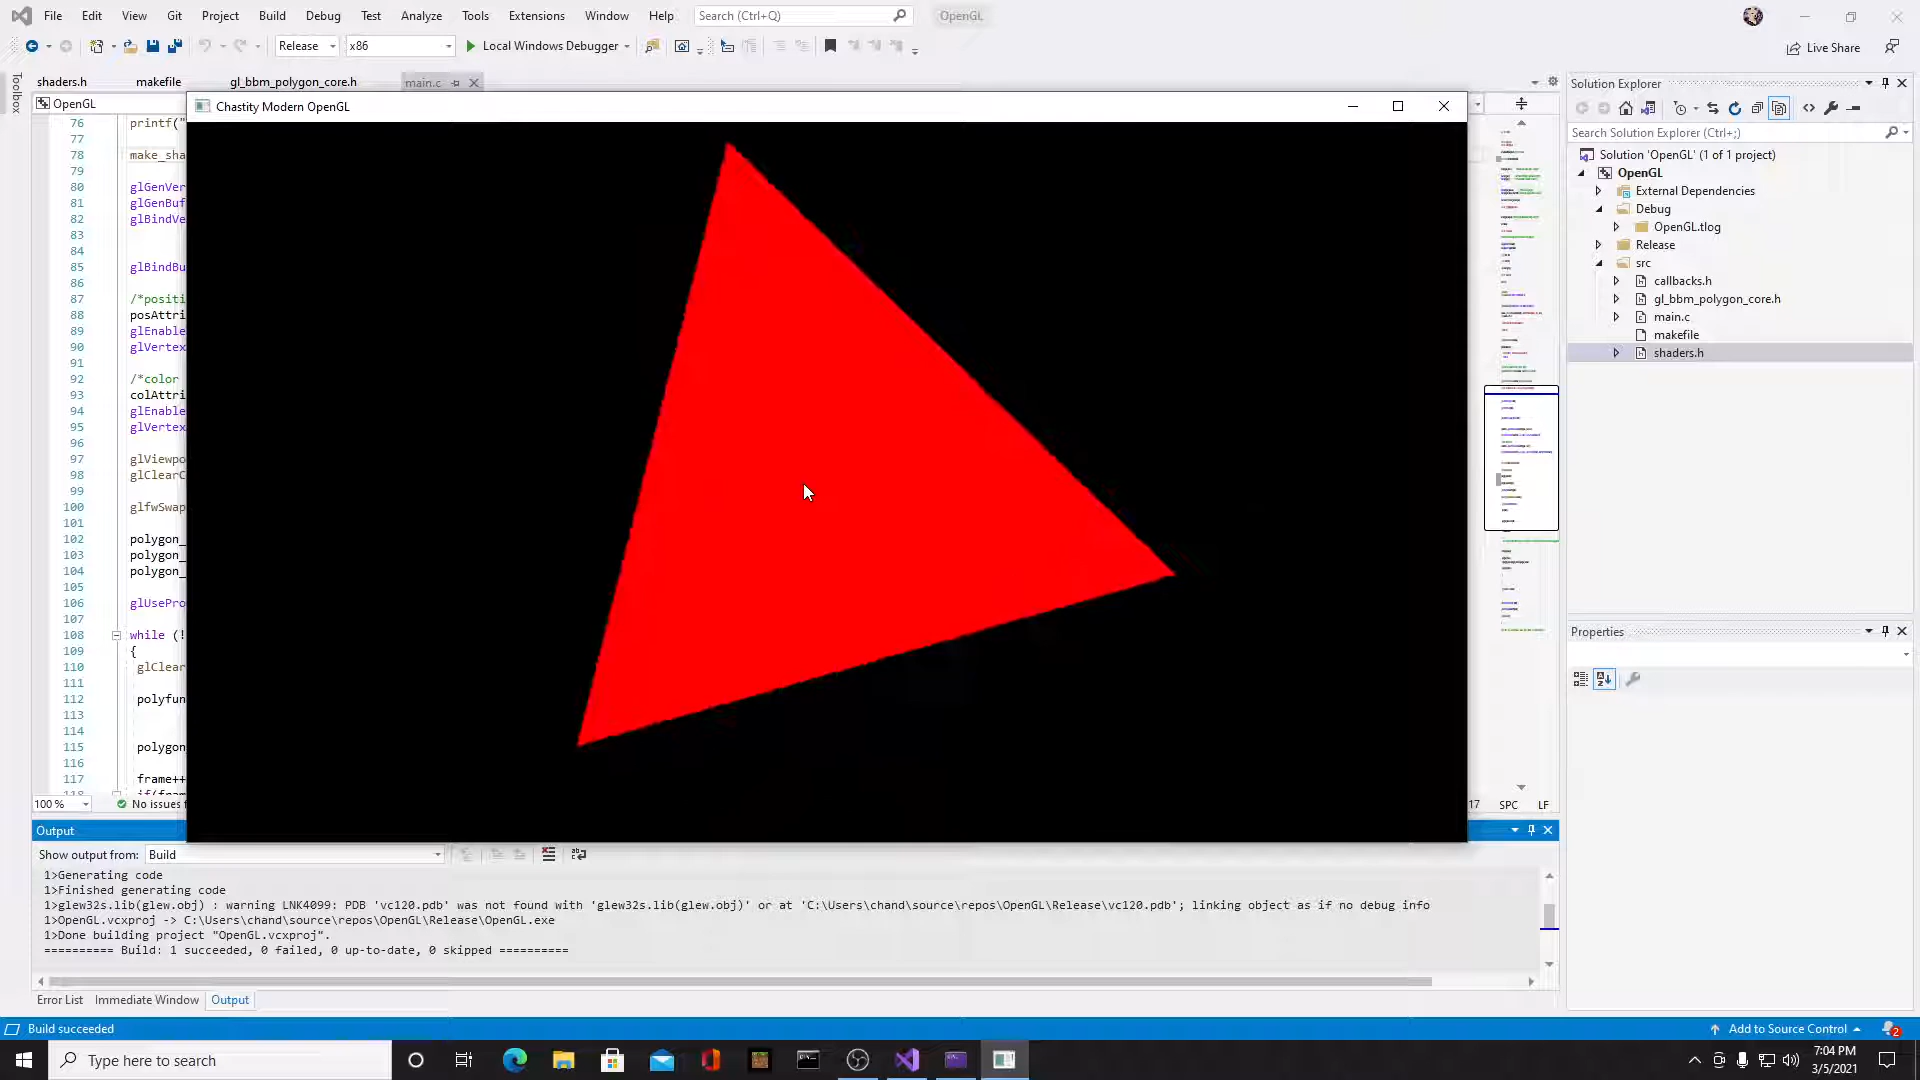 File Edit View Git Project Build Debug Test Analyze Tools Extensions Window Help Search (Ctrl+Q) OpenGL
Release x86 Local Windows Debugger Live Share
shaders.h makefile gl_bbm_polygon_core.h main.c
Toolbox
OpenGL
Chastity Modern OpenGL
76 printf("
77
78 make_sha
79
80 glGenVer
81 glGenBuf
82 glBindVe
83
84
85 glBindBu
86
87 /*positi
88 posAttri
89 glEnable
90 glVertex
91
92 /*color
93 colAttri
94 glEnable
95 glVertex
96
97 glViewpo
98 glClearC
99
100 glfwSwap
101
102 polygon_
103 polygon_
104 polygon_
105
106 glUsePro
107
108 while (!
109 {
110 glClear
111
112 polyfun
113
114
115 polygon
116
117 frame++
118 if(fram
100 % No issues f 17 SPC LF
Solution Explorer
Search Solution Explorer (Ctrl+;)
Solution 'OpenGL' (1 of 1 project)
OpenGL
External Dependencies
Debug
OpenGL.tlog
Release
src
callbacks.h
gl_bbm_polygon_core.h
main.c
makefile
shaders.h
Properties
Output
Show output from: Build
1>Generating code
1>Finished generating code
1>glew32s.lib(glew.obj) : warning LNK4099: PDB 'vc120.pdb' was not found with 'glew32s.lib(glew.obj)' or at 'C:\Users\chand\source\repos\OpenGL\Release\vc120.pdb'; linking object as if no debug info
1>OpenGL.vcxproj -> C:\Users\chand\source\repos\OpenGL\Release\OpenGL.exe
1>Done building project "OpenGL.vcxproj".
========== Build: 1 succeeded, 0 failed, 0 up-to-date, 0 skipped ==========
Error List Immediate Window Output
Build succeeded Add to Source Control 2
Type here to search 7:04 PM
3/5/2021